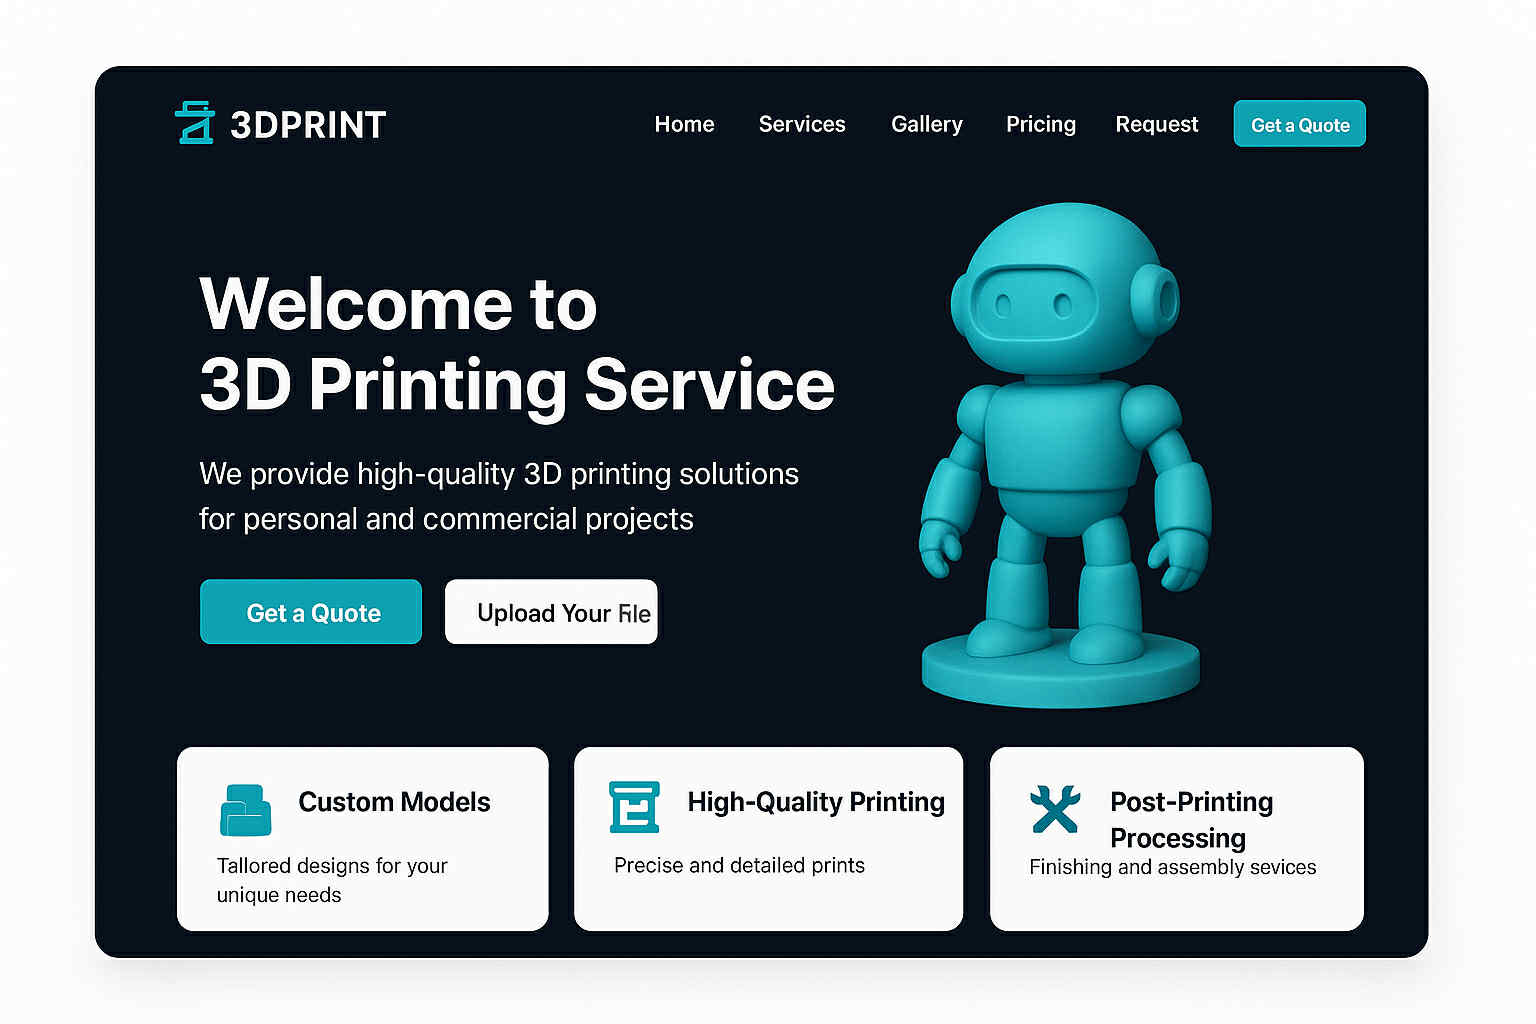 3DPRINT
Home Services Gallery Pricing Request Get a Quote
Welcome to
3D Printing Service
We provide high-quality 3D printing solutions
for personal and commercial projects
Get a Quote Upload Your File
Custom Models
Tallored designs for your
unique needs
High-Quality Printing
Precise and detailed prints
Post-Printing
Processing
Finishing and assembly sevices